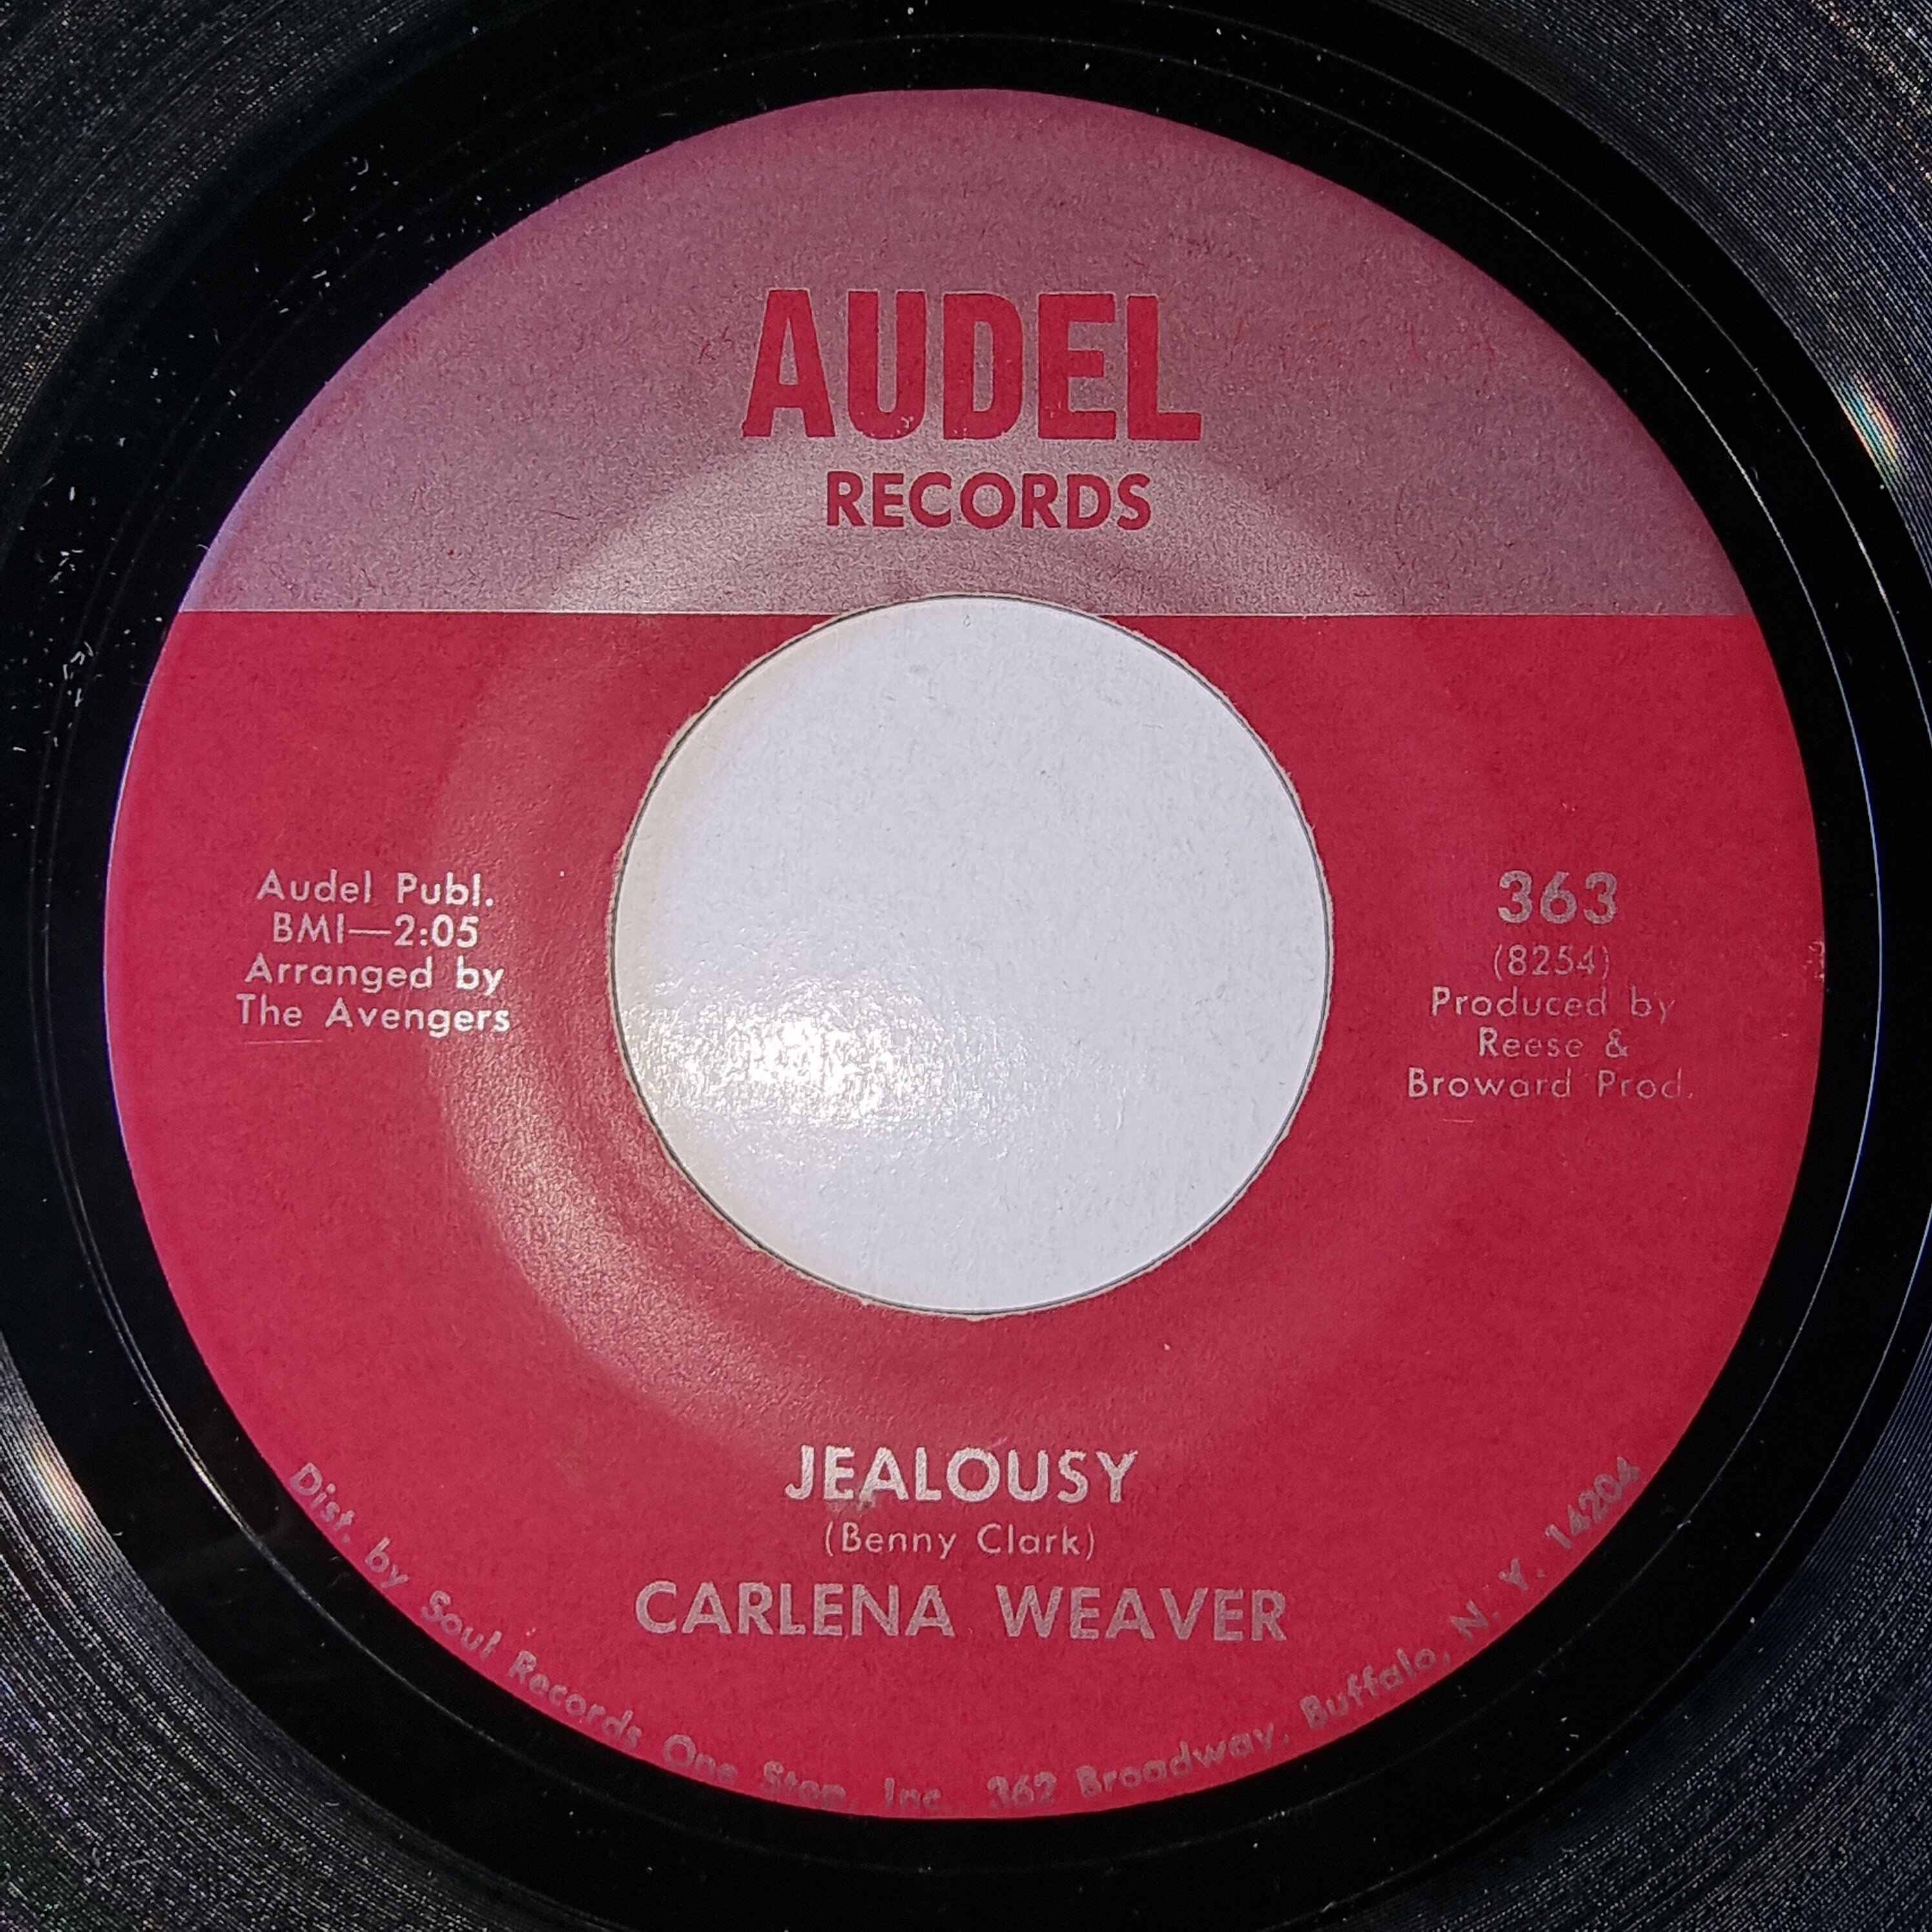 AUDEL
RECORDS
Audel Publ.
BMI—2:05
Arranged by
The Avengers
363
(8254)
Produced by
Reese &
Broward Prod.
JEALOUSY
(Benny Clark)
CARLENA WEAVER
Dist. by Soul Records One Stop, Inc., 362 Broadway, Buffalo, N. Y. 14204